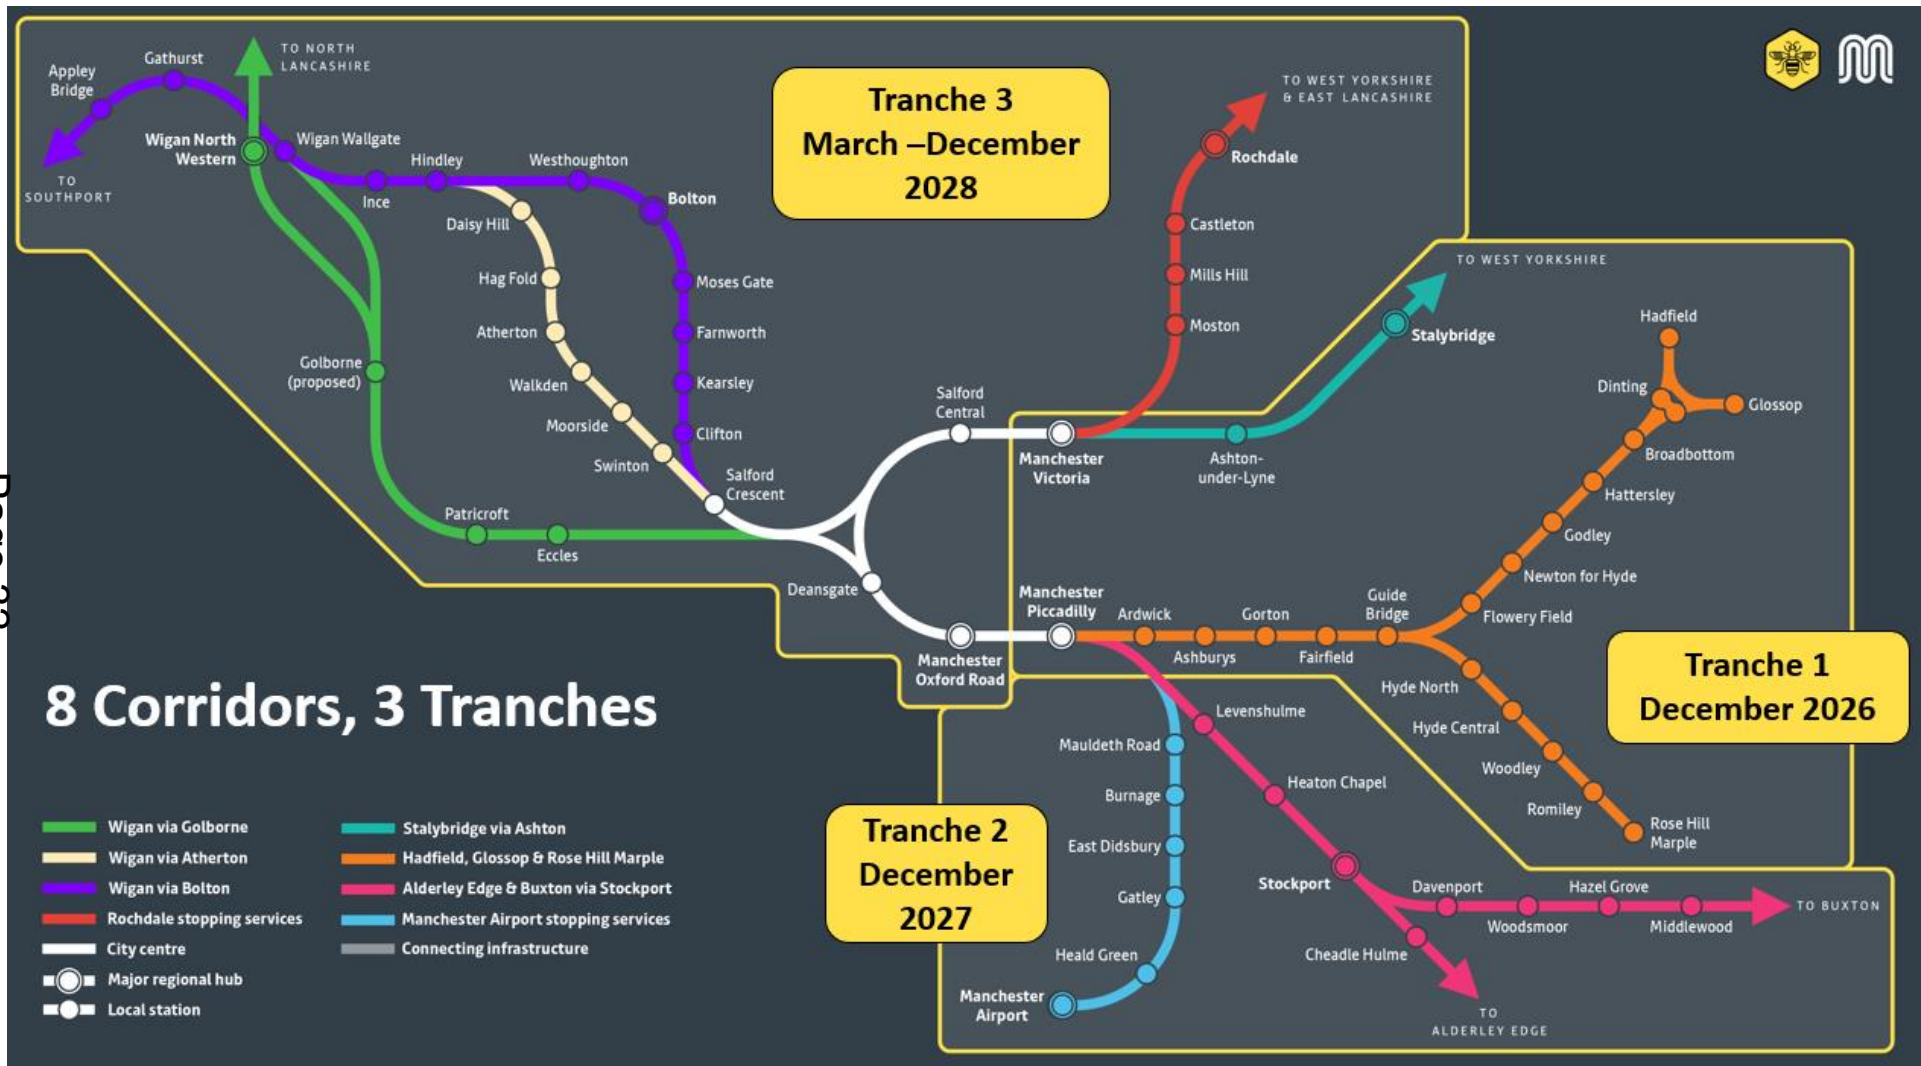 TO NORTH
LANCASHIRE
Gathurst
Appley
Bridge
Wigan North
Western
Wigan Wallgate
TO
SOUTHPORT
Hindley
Westhoughton
Ince
Bolton
Daisy Hill
Hag Fold
Moses Gate
Atherton
Farnworth
Golborne
(proposed)
Walkden
Kearsley
Moorside
Clifton
Swinton
Salford
Crescent
Patricroft
Eccles
Tranche 3
March –December
2028
TO WEST YORKSHIRE
& EAST LANCASHIRE
Rochdale
Castleton
Mills Hill
Moston
TO WEST YORKSHIRE
Stalybridge
Salford
Central
Manchester
Victoria
Ashton-
under-Lyne
Hadfield
Dinting
Glossop
Broadbottom
Hattersley
Godley
Newton for Hyde
Flowery Field
Deansgate
Manchester
Oxford Road
Manchester
Piccadilly
Ardwick
Ashburys
Gorton
Fairfield
Guide
Bridge
Hyde North
Hyde Central
Woodley
Romiley
Rose Hill
Marple
Tranche 1
December 2026
8 Corridors, 3 Tranches
Levenshulme
Mauldeth Road
Heaton Chapel
Burnage
East Didsbury
Gatley
Heald Green
Manchester
Airport
Stockport
Davenport
Woodsmoor
Hazel Grove
Middlewood
TO BUXTON
Cheadle Hulme
TO
ALDERLEY EDGE
Tranche 2
December
2027
Wigan via Golborne
Wigan via Atherton
Wigan via Bolton
Rochdale stopping services
City centre
Major regional hub
Local station
Stalybridge via Ashton
Hadfield, Glossop & Rose Hill Marple
Alderley Edge & Buxton via Stockport
Manchester Airport stopping services
Connecting infrastructure